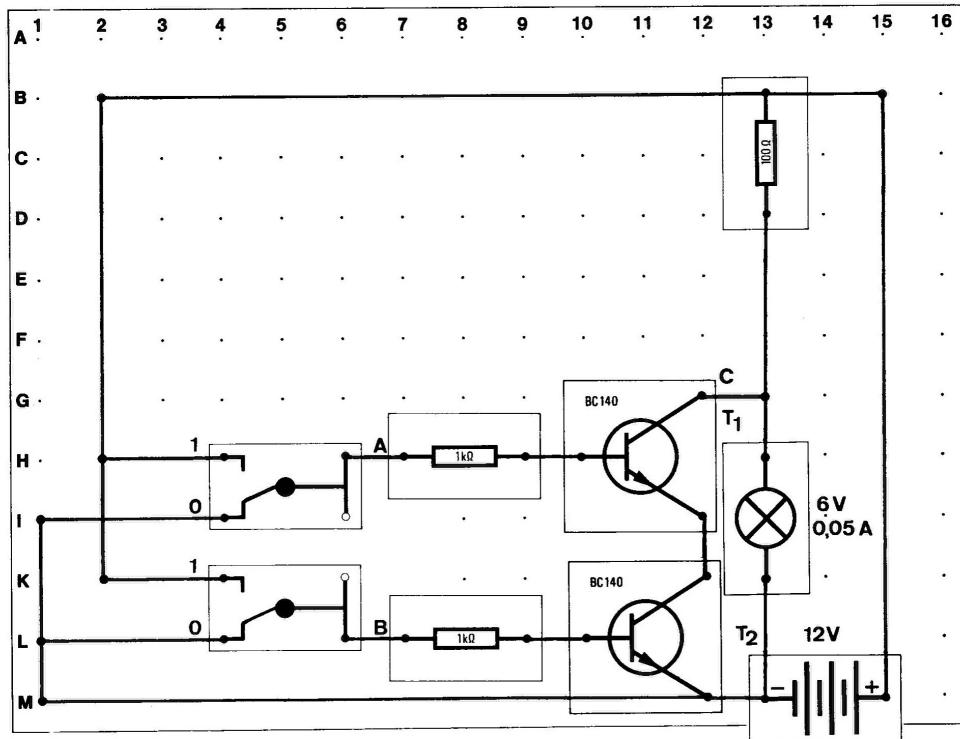 A 1 2 3 4 5 6 7 8 9 10 11 12 13 14 15 16
B
C
100 Ω
D
E
F
G
BC140
C
T1
H
1
A
1kΩ
I
0
6V
0,05 A
K
1
BC140
L
0
B
1kΩ
T2
12V
M
− +